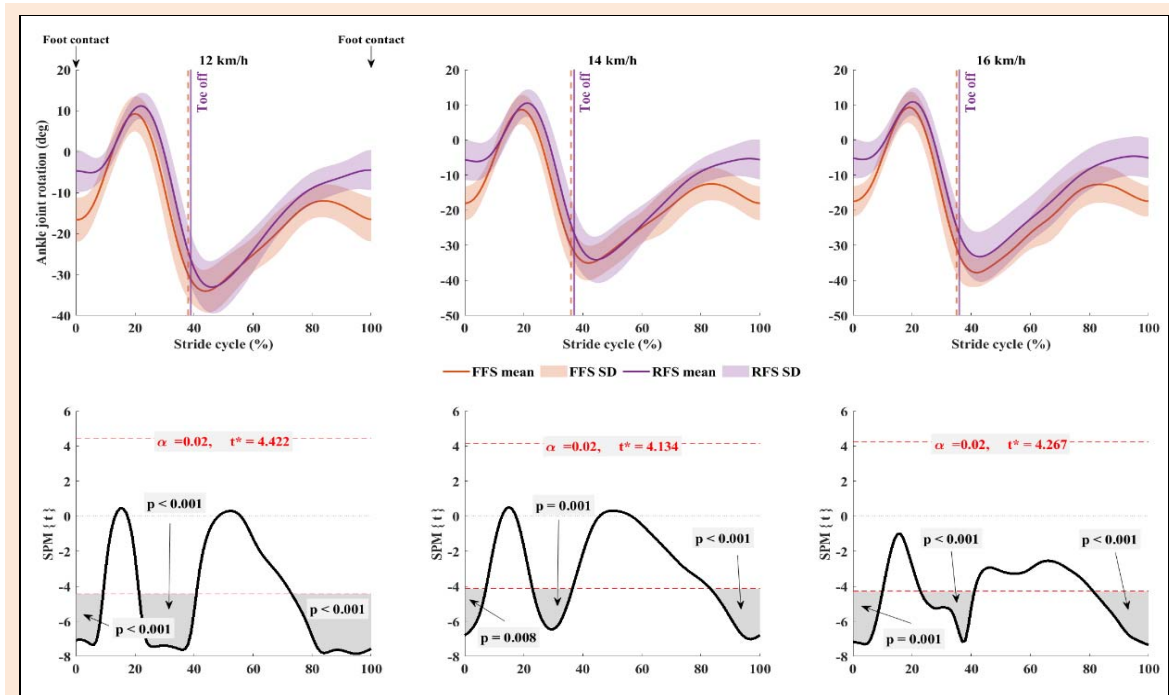 Foot contact
Foot contact
12 km/h
14 km/h
16 km/h
Toe off
Toe off
Toe off
Ankle joint rotation (deg)
20
10
0
-10
-20
-30
-40
0 20 40 60 80 100
Stride cycle (%)
20
10
0
-10
-20
-30
-40
-50
0 20 40 60 80 100
Stride cycle (%)
20
10
0
-10
-20
-30
-40
-50
0 20 40 60 80 100
Stride cycle (%)
FFS mean FFS SD RFS mean RFS SD
SPM { t }
6
4
2
0
-2
-4
-6
-8
α =0.02, t* = 4.422
p < 0.001
p < 0.001
p < 0.001
0 20 40 60 80 100
SPM { t }
6
4
2
0
-2
-4
-6
-8
α =0.02, t* = 4.134
p = 0.001
p < 0.001
p = 0.008
0 20 40 60 80 100
SPM { t }
6
4
2
0
-2
-4
-6
-8
α =0.02, t* = 4.267
p < 0.001
p < 0.001
p = 0.001
0 20 40 60 80 100